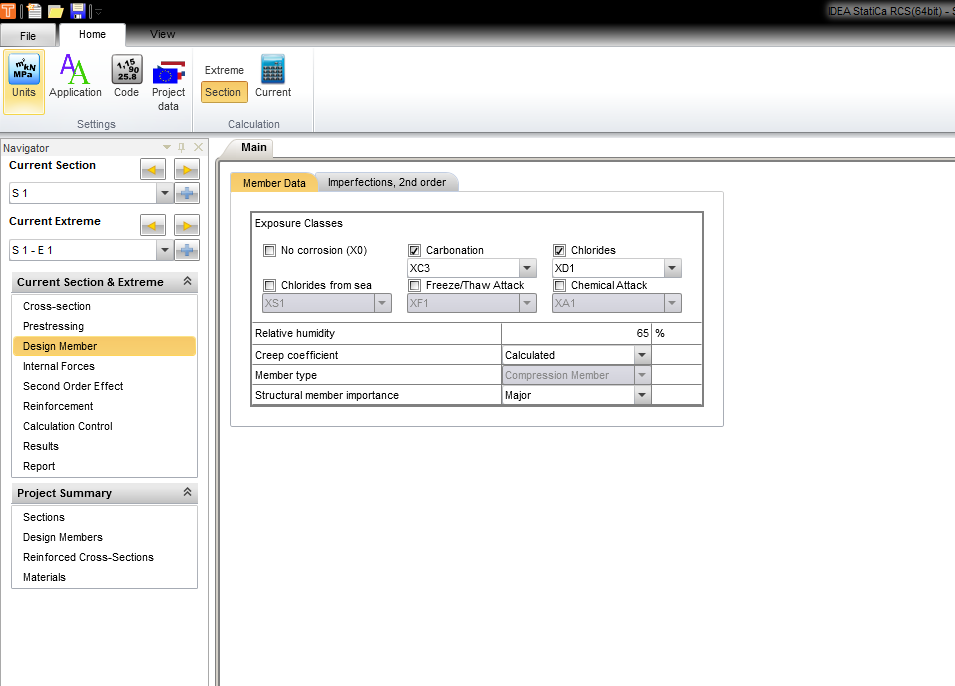 IDEA StatiCa RCS(64bit) -
File Home View
m²kN MPa
1,15 90 25.8
Units Application Code Project data
Extreme
Section
Current
Settings Calculation
Navigator
Current Section
S 1
Current Extreme
S 1 - E 1
Current Section & Extreme
Cross-section
Prestressing
Design Member
Internal Forces
Second Order Effect
Reinforcement
Calculation Control
Results
Report
Project Summary
Sections
Design Members
Reinforced Cross-Sections
Materials
Main
Member Data Imperfections, 2nd order
Exposure Classes
No corrosion (X0) Carbonation Chlorides
XC3 XD1
Chlorides from sea Freeze/Thaw Attack Chemical Attack
XS1 XF1 XA1
Relative humidity 65 %
Creep coefficient Calculated
Member type Compression Member
Structural member importance Major